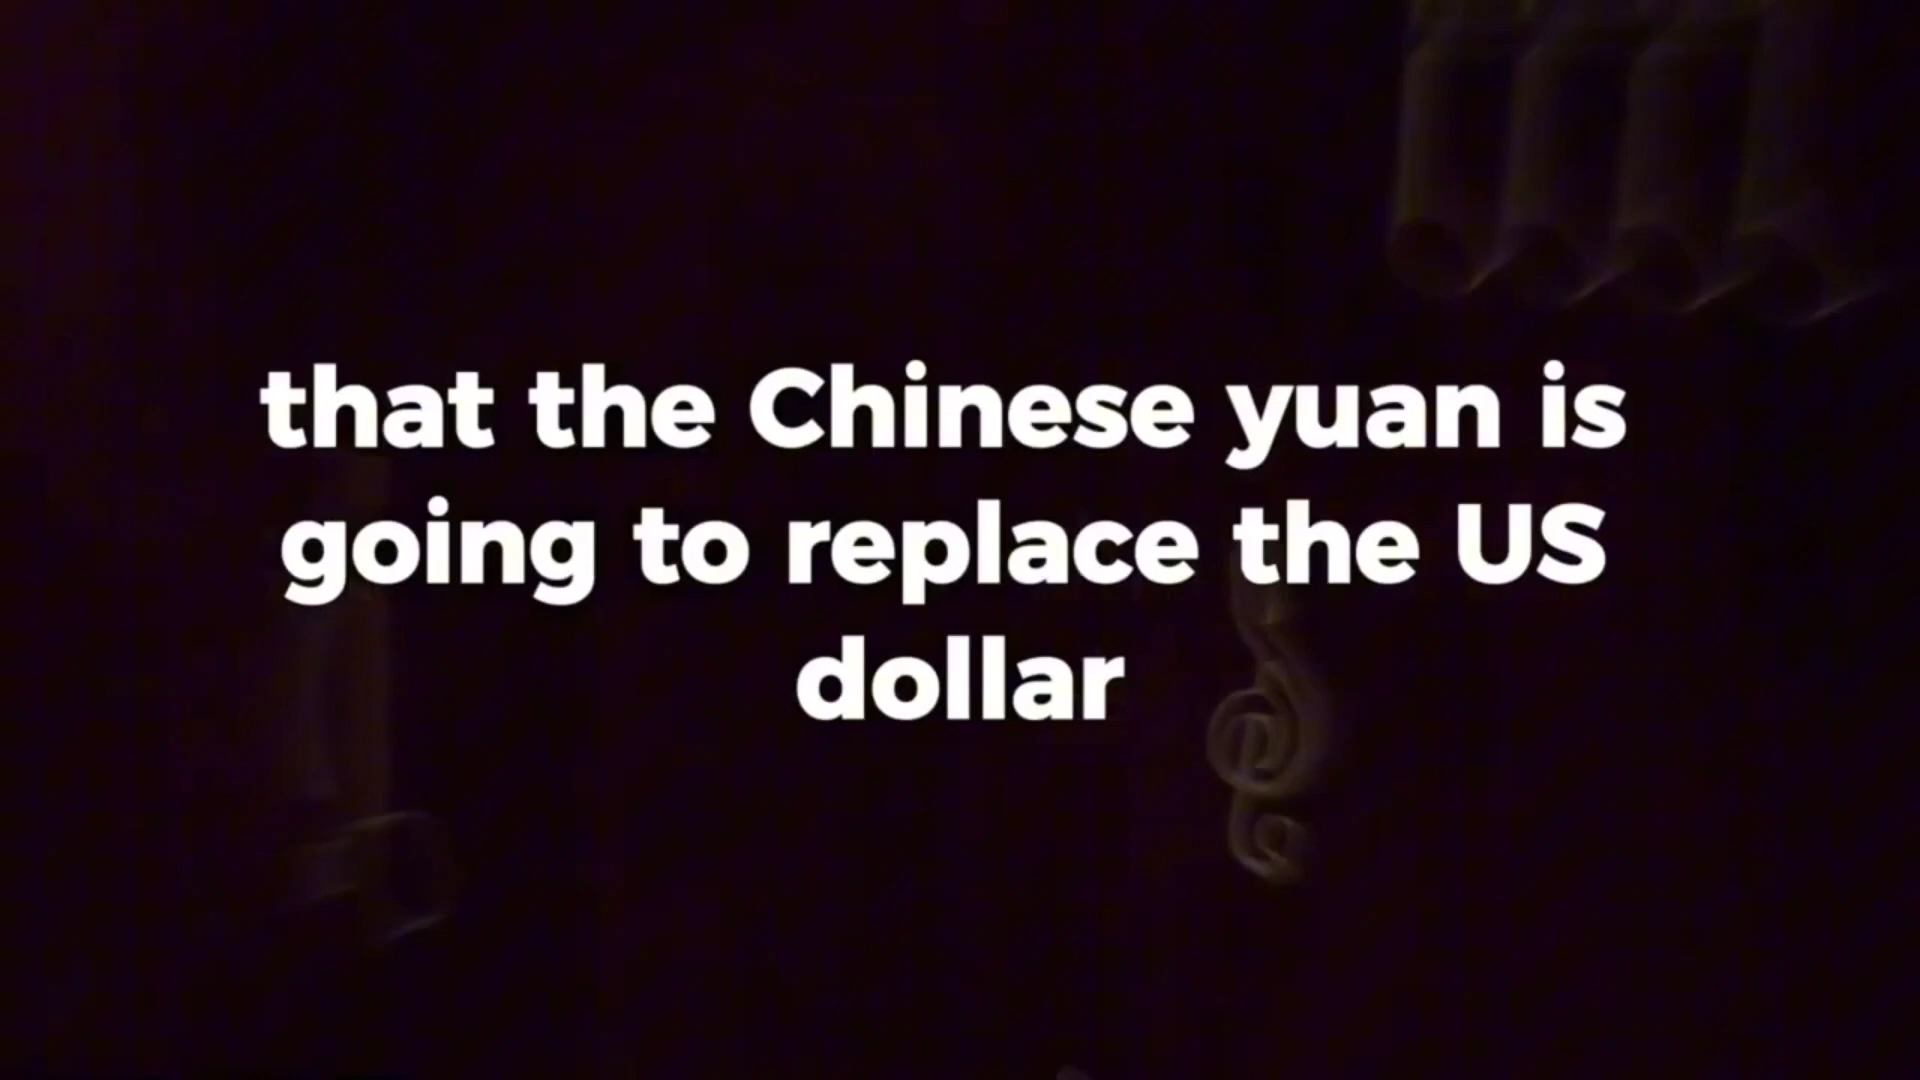 that the Chinese yuan is
going to replace the US
dollar